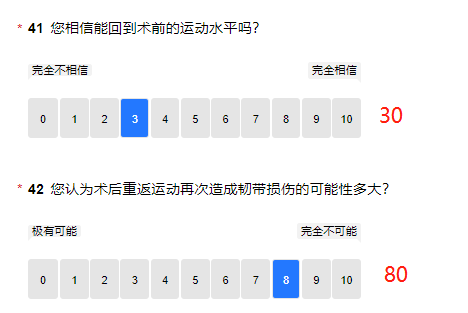 * 41 您相信能回到术前的运动水平吗?
完全不相信 完全相信
0 1 2 3 4 5 6 7 8 9 10 30
* 42 您认为术后重返运动再次造成韧带损伤的可能性多大?
极有可能 完全不可能
0 1 2 3 4 5 6 7 8 9 10 80